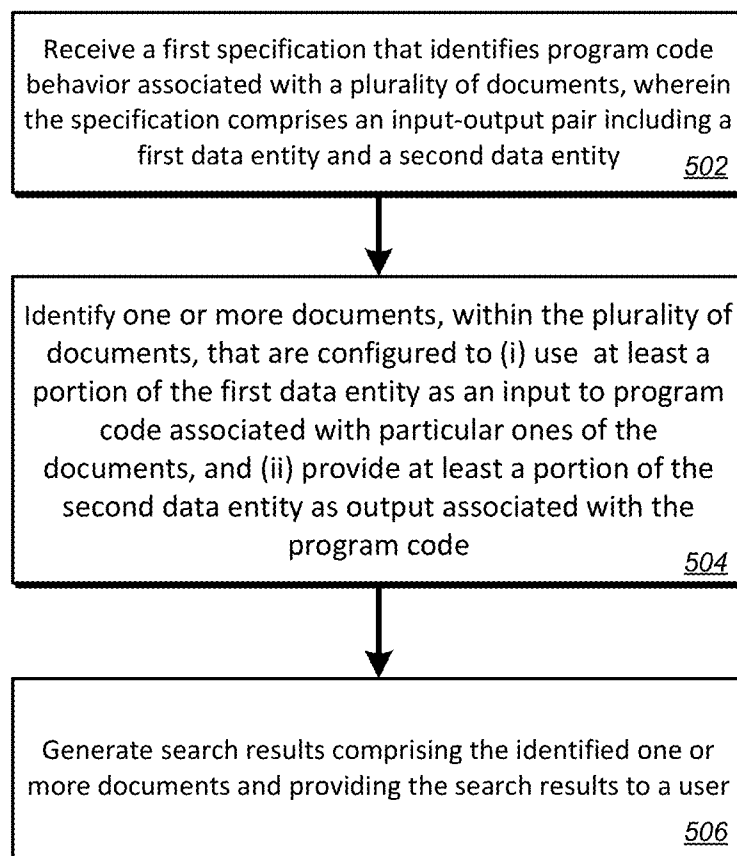 Receive a first specification that identifies program code
behavior associated with a plurality of documents, wherein
the specification comprises an input-output pair including a
first data entity and a second data entity
502
Identify one or more documents, within the plurality of
documents, that are configured to (i) use at least a
portion of the first data entity as an input to program
code associated with particular ones of the
documents, and (ii) provide at least a portion of the
second data entity as output associated with the
program code
504
Generate search results comprising the identified one or
more documents and providing the search results to a user
506